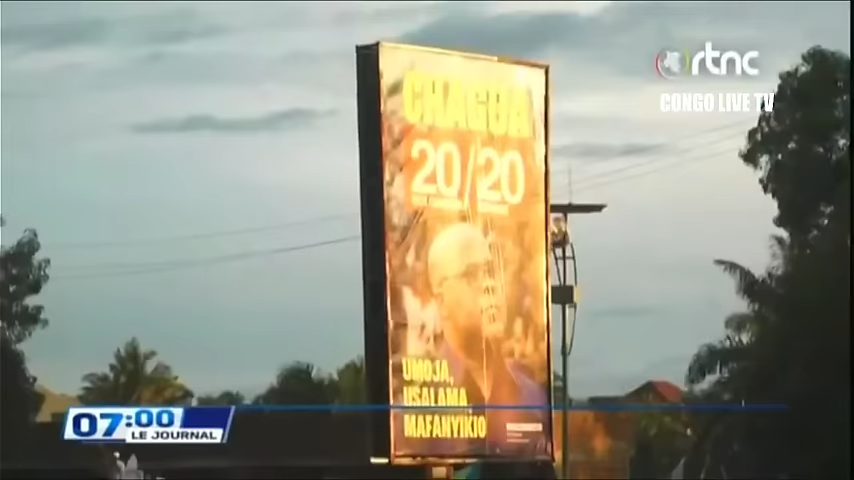 rtnc
CONGO LIVE TV
CHAGUA
20/20
UMOJA,
USALAMA,
MAFANYIKIO
07:00
LE JOURNAL